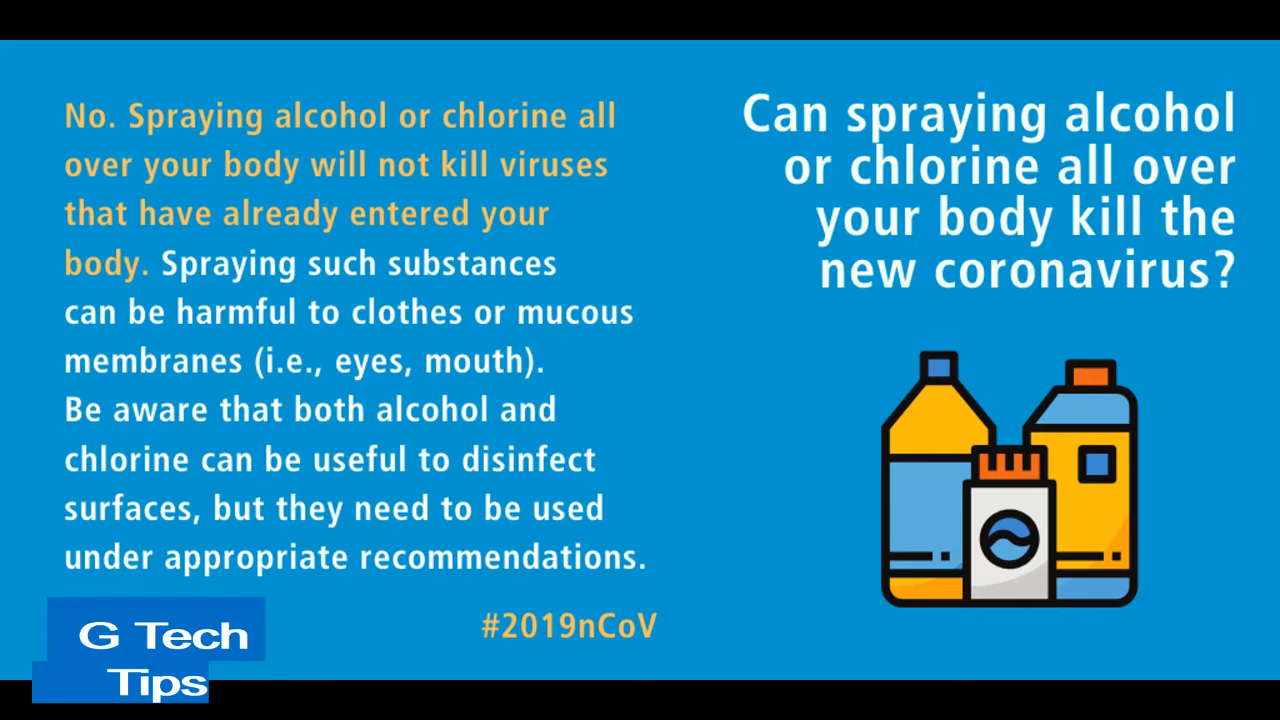 Can spraying alcohol
or chlorine all over
your body kill the
new coronavirus?
No. Spraying alcohol or chlorine all
over your body will not kill viruses
that have already entered your
body. Spraying such substances
can be harmful to clothes or mucous
membranes (i.e., eyes, mouth).
Be aware that both alcohol and
chlorine can be useful to disinfect
surfaces, but they need to be used
under appropriate recommendations.
#2019nCoV
G Tech
Tips